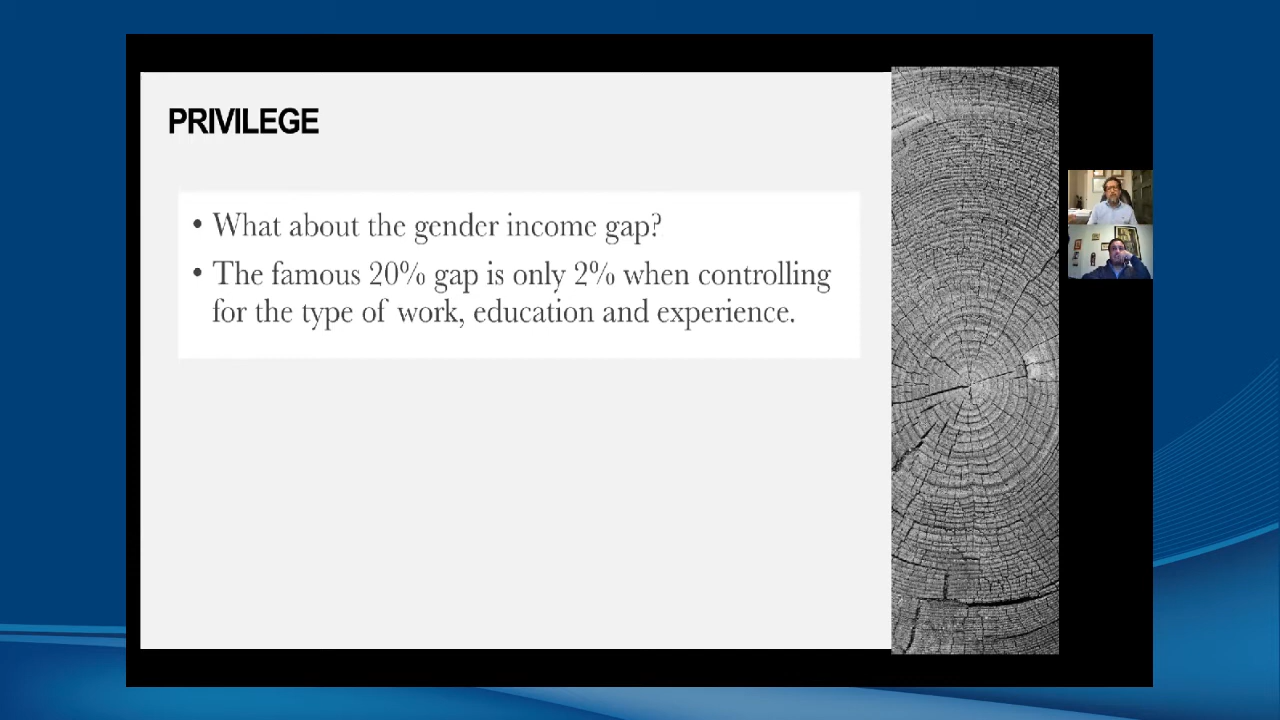 PRIVILEGE
• What about the gender income gap?
• The famous 20% gap is only 2% when controlling
for the type of work, education and experience.